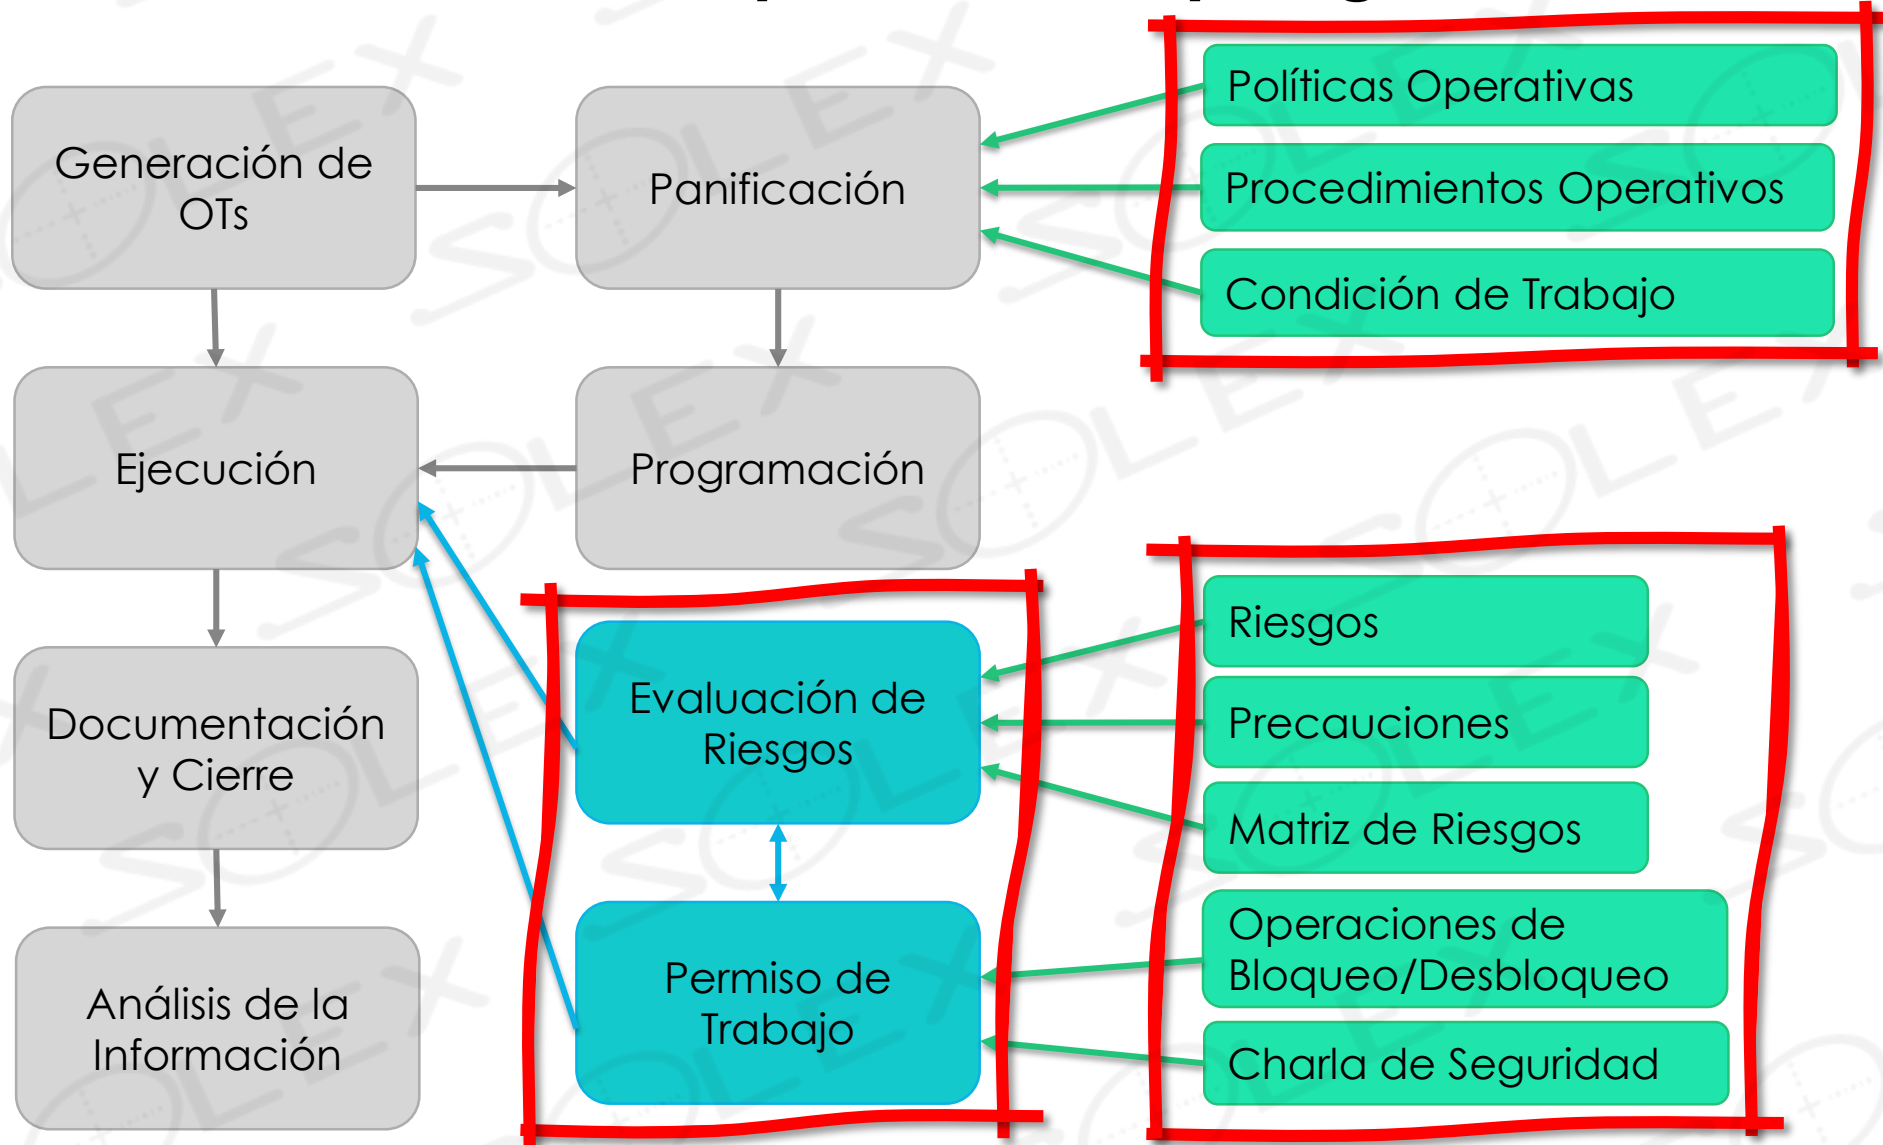 Generación de
OTs
Panificación
Políticas Operativas
Procedimientos Operativos
Condición de Trabajo
Ejecución
Programación
Documentación
y Cierre
Evaluación de
Riesgos
Riesgos
Precauciones
Matriz de Riesgos
Análisis de la
Información
Permiso de
Trabajo
Operaciones de
Bloqueo/Desbloqueo
Charla de Seguridad
SOLEX